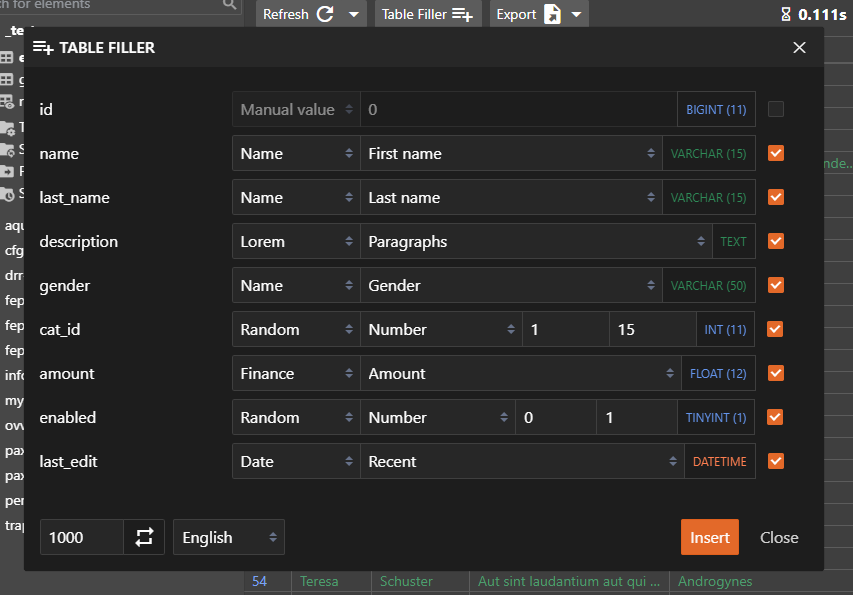 h for elements
Refresh Table Filler Export 0.111s
TABLE FILLER
id Manual value 0 BIGINT (11)
name Name First name VARCHAR (15)
nde...
last_name Name Last name VARCHAR (15)
description Lorem Paragraphs TEXT
gender Name Gender VARCHAR (50)
cat_id Random Number 1 15 INT (11)
amount Finance Amount FLOAT (12)
enabled Random Number 0 1 TINYINT (1)
last_edit Date Recent DATETIME
aqu
cfg
drr
fep
fep
fep
info
my
ovv
pax
pax
per
trap
1000 English Insert Close
54 Teresa Schuster Aut sint laudantium aut qui ... Androgynes